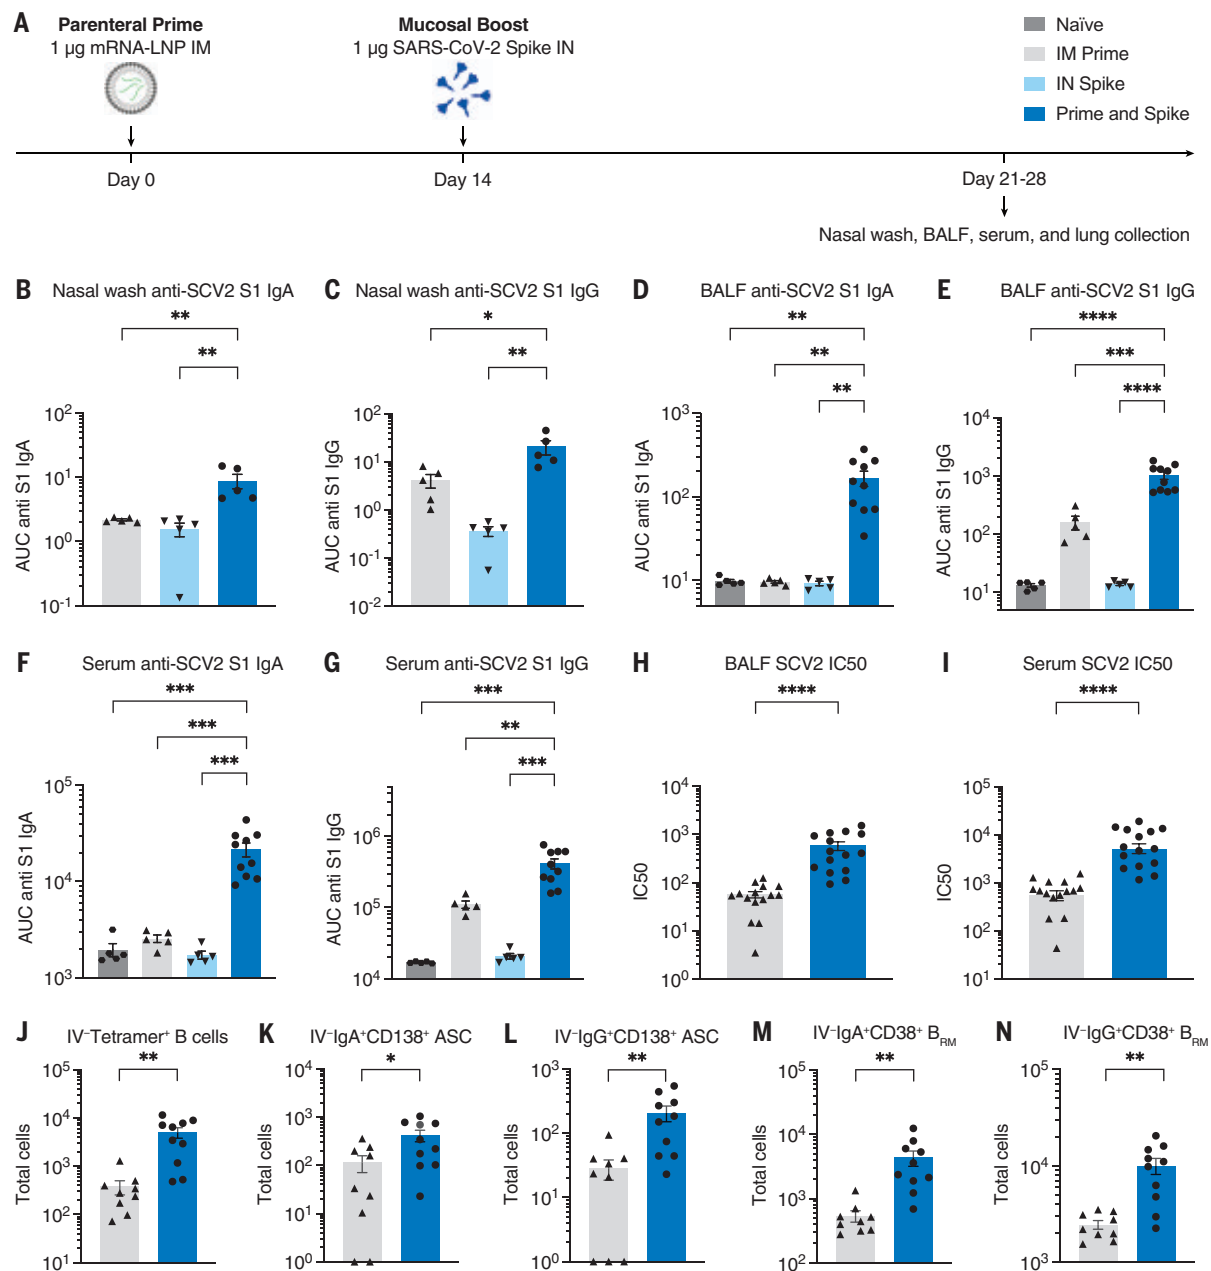 A
Parenteral Prime
1 µg mRNA-LNP IM
Mucosal Boost
1 µg SARS-CoV-2 Spike IN
Naïve
IM Prime
IN Spike
Prime and Spike
Day 0
Day 14
Day 21-28
Nasal wash, BALF, serum, and lung collection
B Nasal wash anti-SCV2 S1 IgA
**
**
AUC anti S1 IgA
10²
10¹
10⁰
10⁻¹
C Nasal wash anti-SCV2 S1 IgG
*
**
AUC anti S1 IgG
10²
10¹
10⁰
10⁻¹
10⁻²
D BALF anti-SCV2 S1 IgA
**
**
**
AUC anti S1 IgA
10³
10²
10¹
E BALF anti-SCV2 S1 IgG
****
***
****
AUC anti S1 IgG
10⁴
10³
10²
10¹
F Serum anti-SCV2 S1 IgA
***
***
***
AUC anti S1 IgA
10⁵
10⁴
10³
G Serum anti-SCV2 S1 IgG
***
**
***
AUC anti S1 IgG
10⁶
10⁵
10⁴
H BALF SCV2 IC50
****
IC50
10⁴
10³
10²
10¹
10⁰
I Serum SCV2 IC50
****
IC50
10⁵
10⁴
10³
10²
10¹
J IV⁻Tetramer⁺ B cells
**
Total cells
10⁵
10⁴
10³
10²
10¹
K IV⁻IgA⁺CD138⁺ ASC
*
Total cells
10⁴
10³
10²
10¹
10⁰
L IV⁻IgG⁺CD138⁺ ASC
**
Total cells
10³
10²
10¹
10⁰
M IV⁻IgA⁺CD38⁺ B_RM
**
Total cells
10⁵
10⁴
10³
10²
N IV⁻IgG⁺CD38⁺ B_RM
**
Total cells
10⁵
10⁴
10³